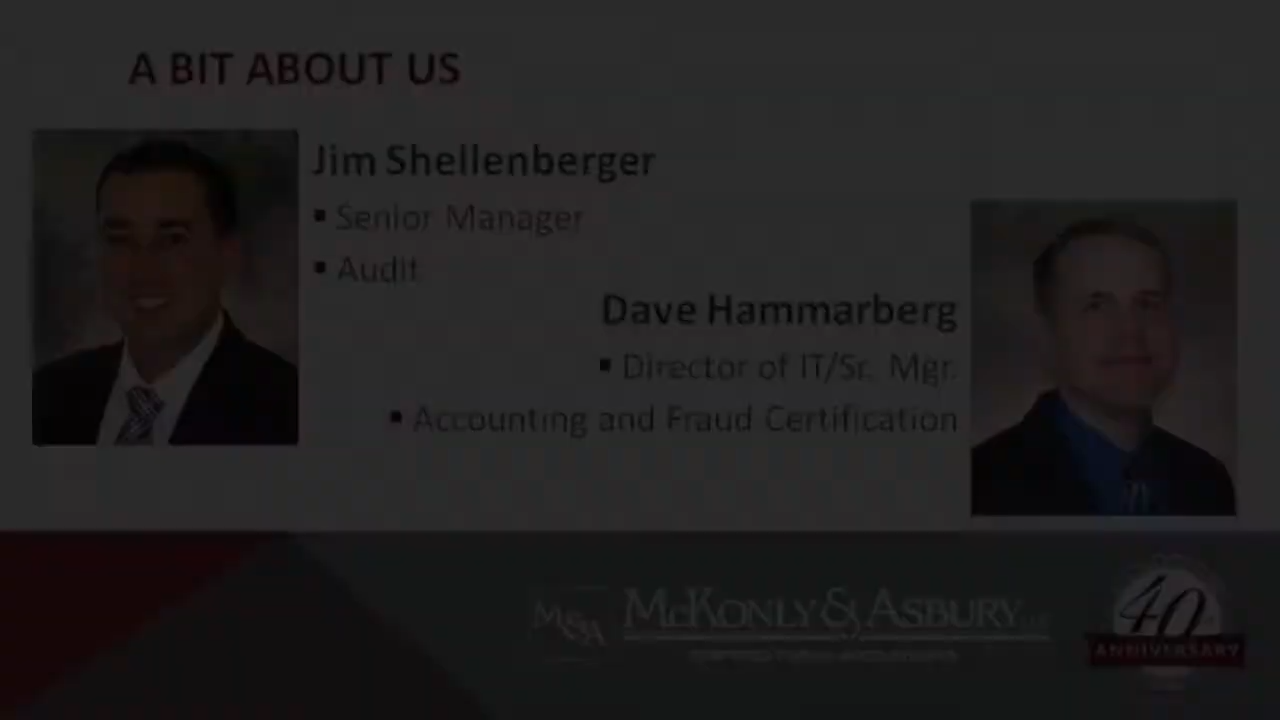 A BIT ABOUT US
Jim Shellenberger
▪ Senior Manager
▪ Audit
Dave Hammarberg
▪ Director of IT/Sr. Mgr.
▪ Accounting and Fraud Certification
McKonly & Asbury
40
ANNIVERSARY